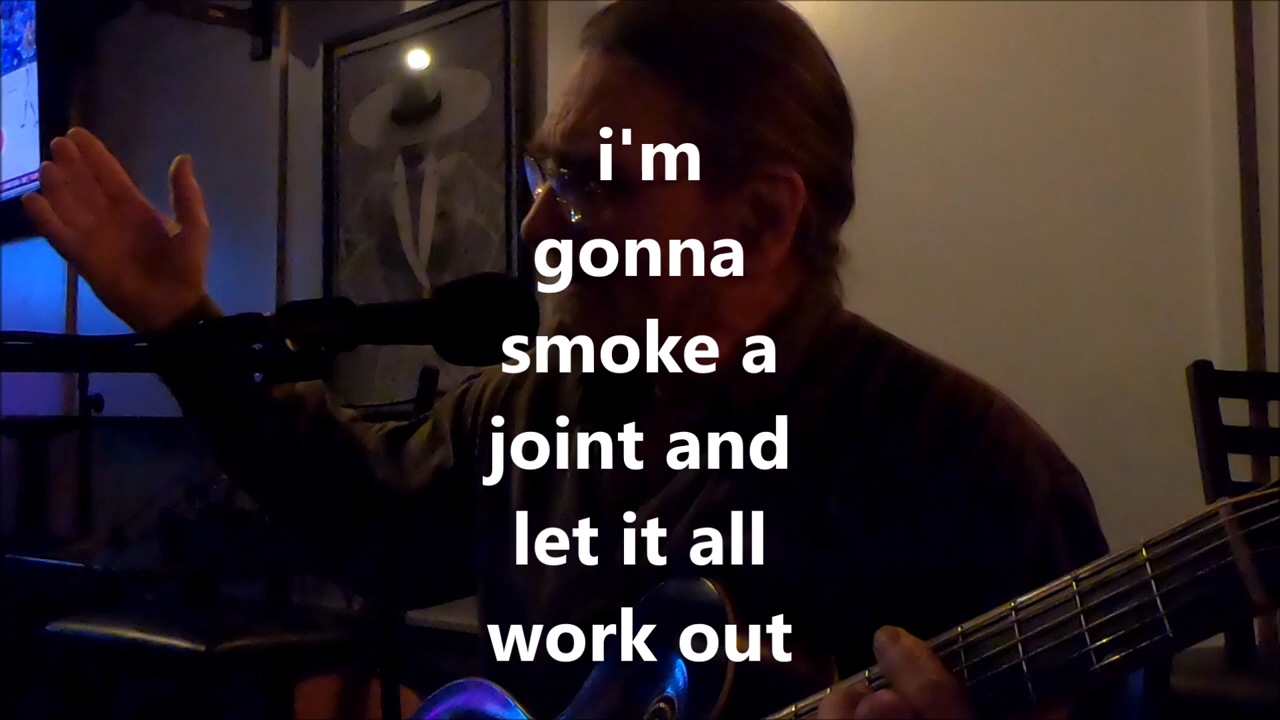 i'm
gonna
smoke a
joint and
let it all
work out